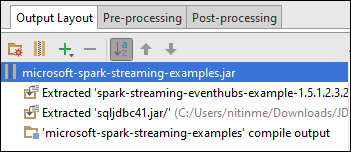 Output Layout Pre-processing Post-processing
microsoft-spark-streaming-examples.jar
Extracted 'spark-streaming-eventhubs-example-1.5.1.2.3.2
Extracted 'sqljdbc41.jar/' (C:/Users/nitinme/Downloads/JD
'microsoft-spark-streaming-examples' compile output